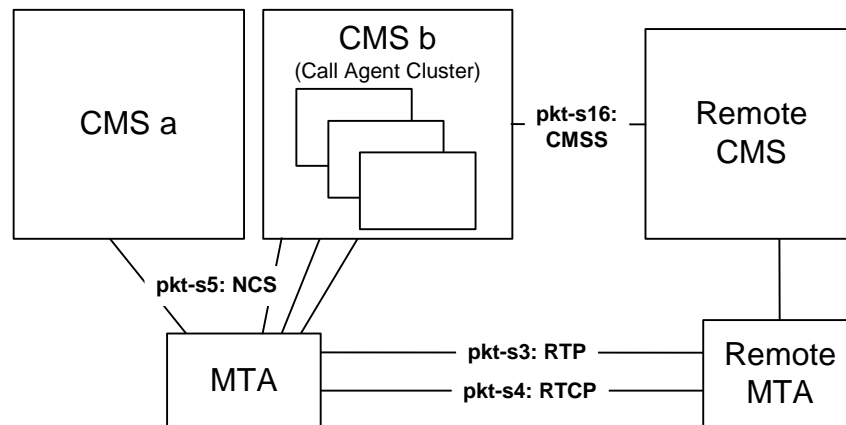 CMS a
CMS b
(Call Agent Cluster)
pkt-s16:
CMSS
Remote
CMS
pkt-s5: NCS
MTA
pkt-s3: RTP
pkt-s4: RTCP
Remote
MTA